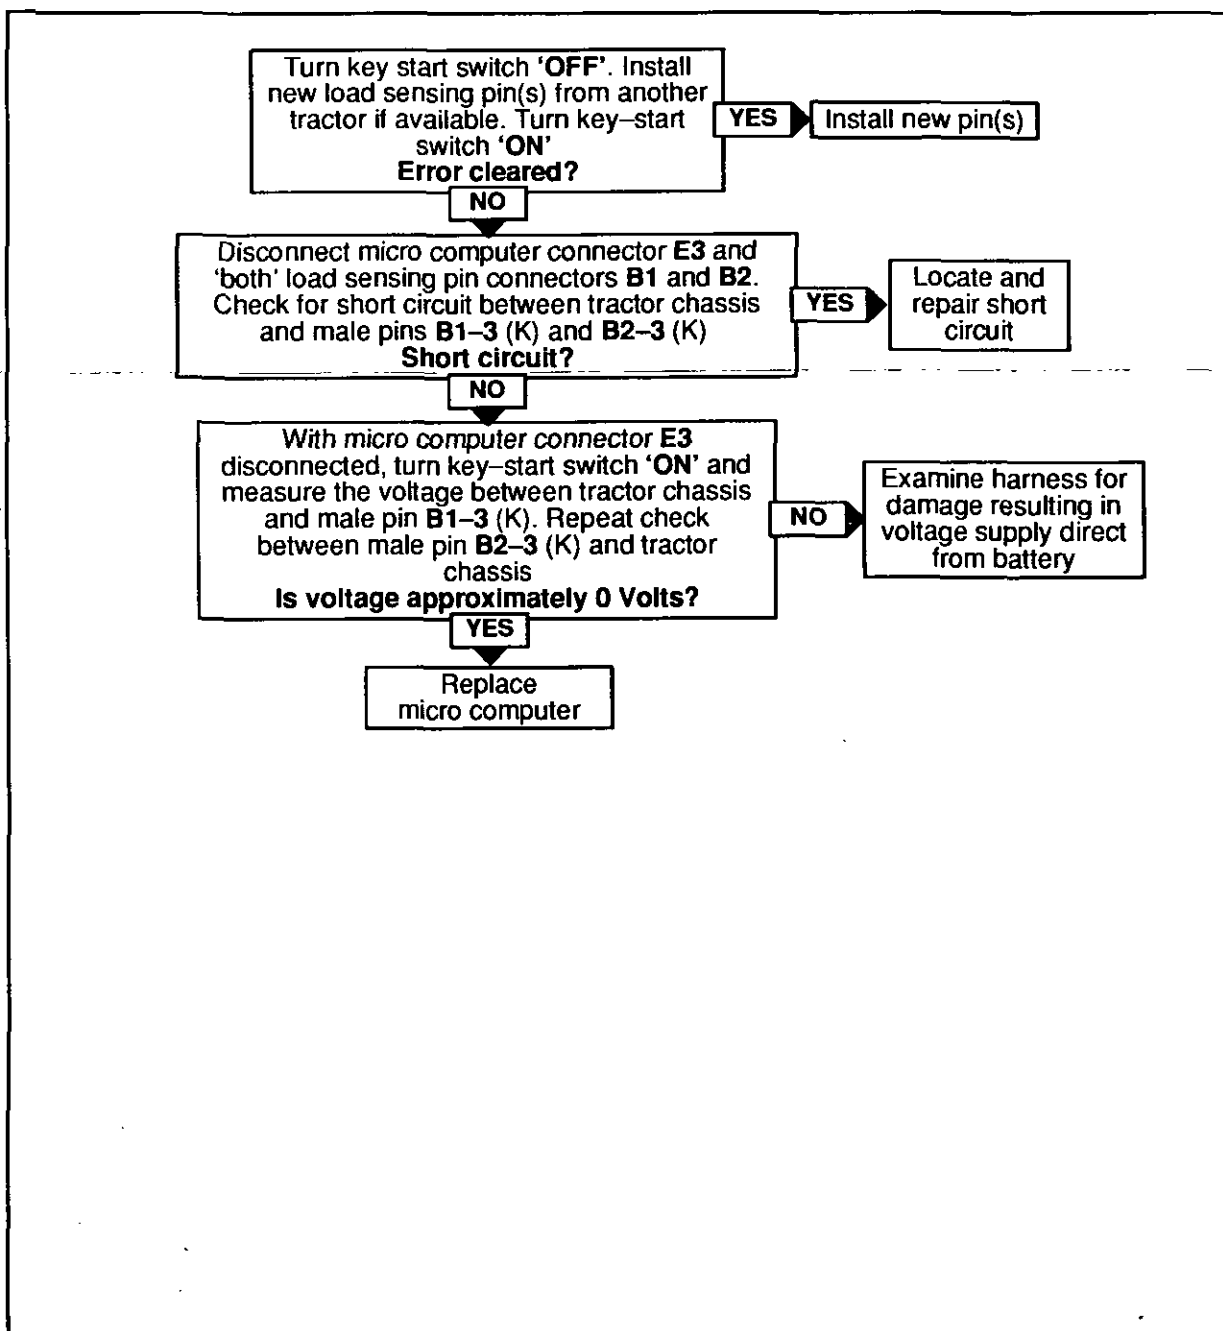 Turn key start switch ‘OFF’. Install
new load sensing pin(s) from another
tractor if available. Turn key–start
switch ‘ON’
Error cleared?
YES
Install new pin(s)
NO
Disconnect micro computer connector E3 and
‘both’ load sensing pin connectors B1 and B2.
Check for short circuit between tractor chassis
and male pins B1–3 (K) and B2–3 (K)
Short circuit?
YES
Locate and
repair short
circuit
NO
With micro computer connector E3
disconnected, turn key–start switch ‘ON’ and
measure the voltage between tractor chassis
and male pin B1–3 (K). Repeat check
between male pin B2–3 (K) and tractor
chassis
Is voltage approximately 0 Volts?
NO
Examine harness for
damage resulting in
voltage supply direct
from battery
YES
Replace
micro computer